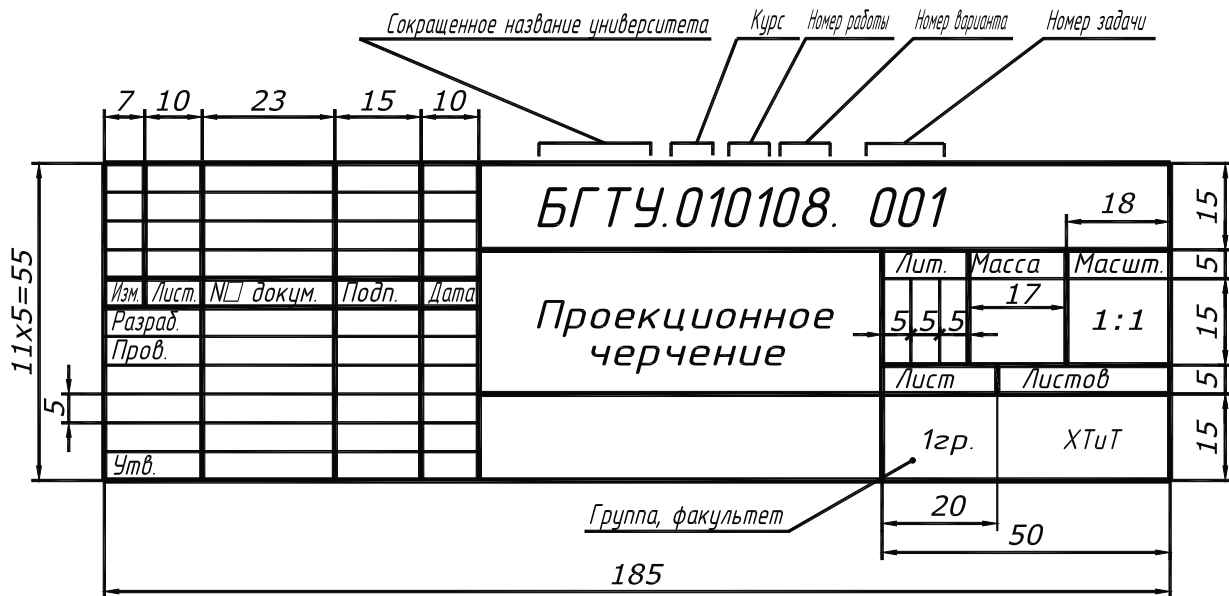 Сокращенное название университета Курс Номер работы Номер варианта Номер задачи
7 10 23 15 10
БГТУ.010108. 001
18
15
Лит. Масса Масшт.
5
11х5=55
Изм. Лист. N□ докум. Подп. Дата
17
Разраб.
Проекционное
5 5 5
1:1
15
Пров.
черчение
Лист Листов
5
5
1гр. ХТиТ
15
Утв.
Группа, факультет
20
50
185